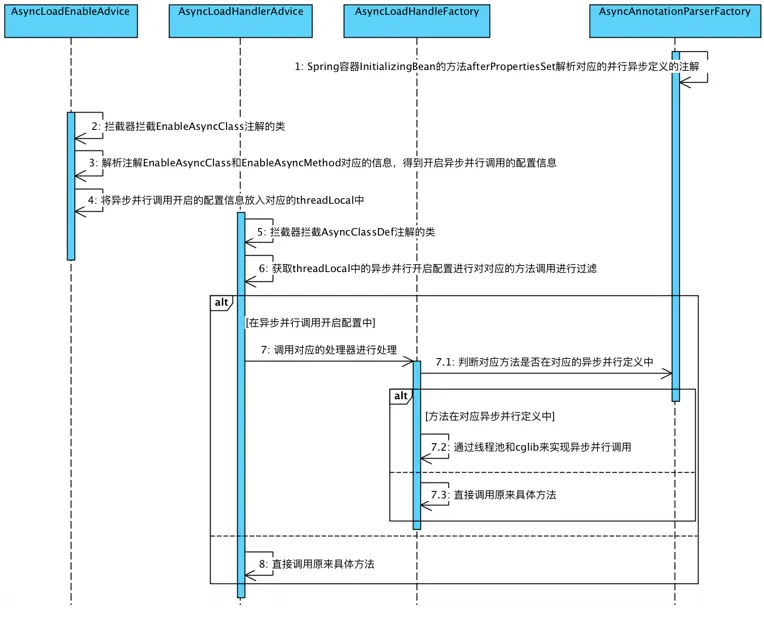 AsyncLoadEnableAdvice
AsyncLoadHandlerAdvice
AsyncLoadHandleFactory
AsyncAnnotationParserFactory
1: Spring容器InitializingBean的方法afterPropertiesSet解析对应的并行异步定义的注解
2: 拦截器拦截EnableAsyncClass注解的类
3: 解析注解EnableAsyncClass和EnableAsyncMethod对应的信息，得到开启异步并行调用的配置信息
4: 将异步并行调用开启的配置信息放入对应的threadLocal中
5: 拦截器拦截AsyncClassDef注解的类
6: 获取threadLocal中的异步并行开启配置进行对对应的方法调用进行过滤
alt
[在异步并行调用开启配置中]
7: 调用对应的处理器进行处理
7.1: 判断对应方法是否在对应的异步并行定义中
alt
[方法在对应异步并行定义中]
7.2: 通过线程池和cglib来实现异步并行调用
7.3: 直接调用原来具体方法
8: 直接调用原来具体方法